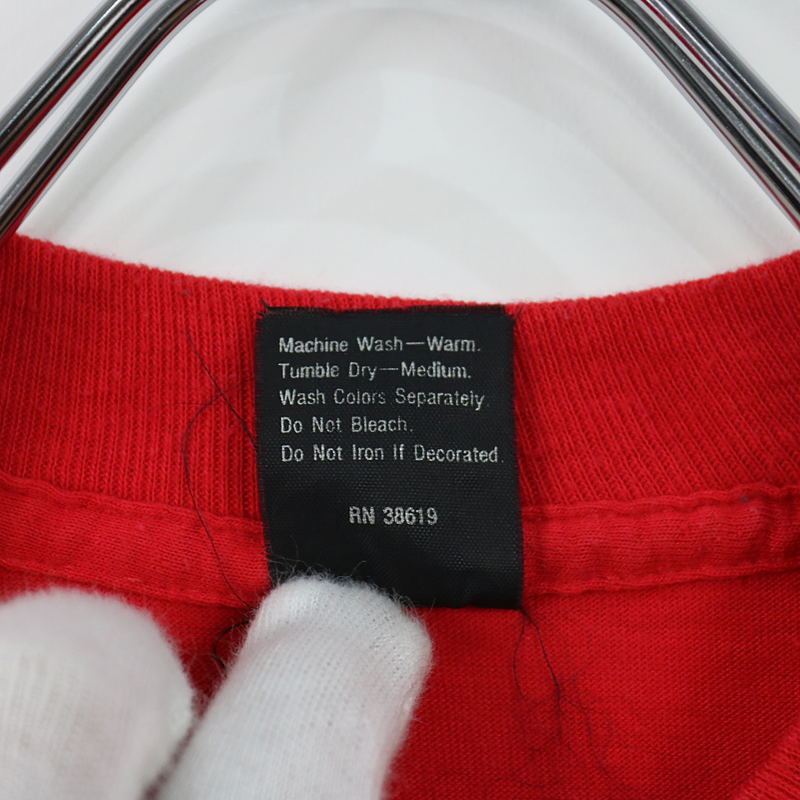 Machine Wash—Warm.
Tumble Dry—Medium.
Wash Colors Separately.
Do Not Bleach.
Do Not Iron If Decorated.
RN 38619